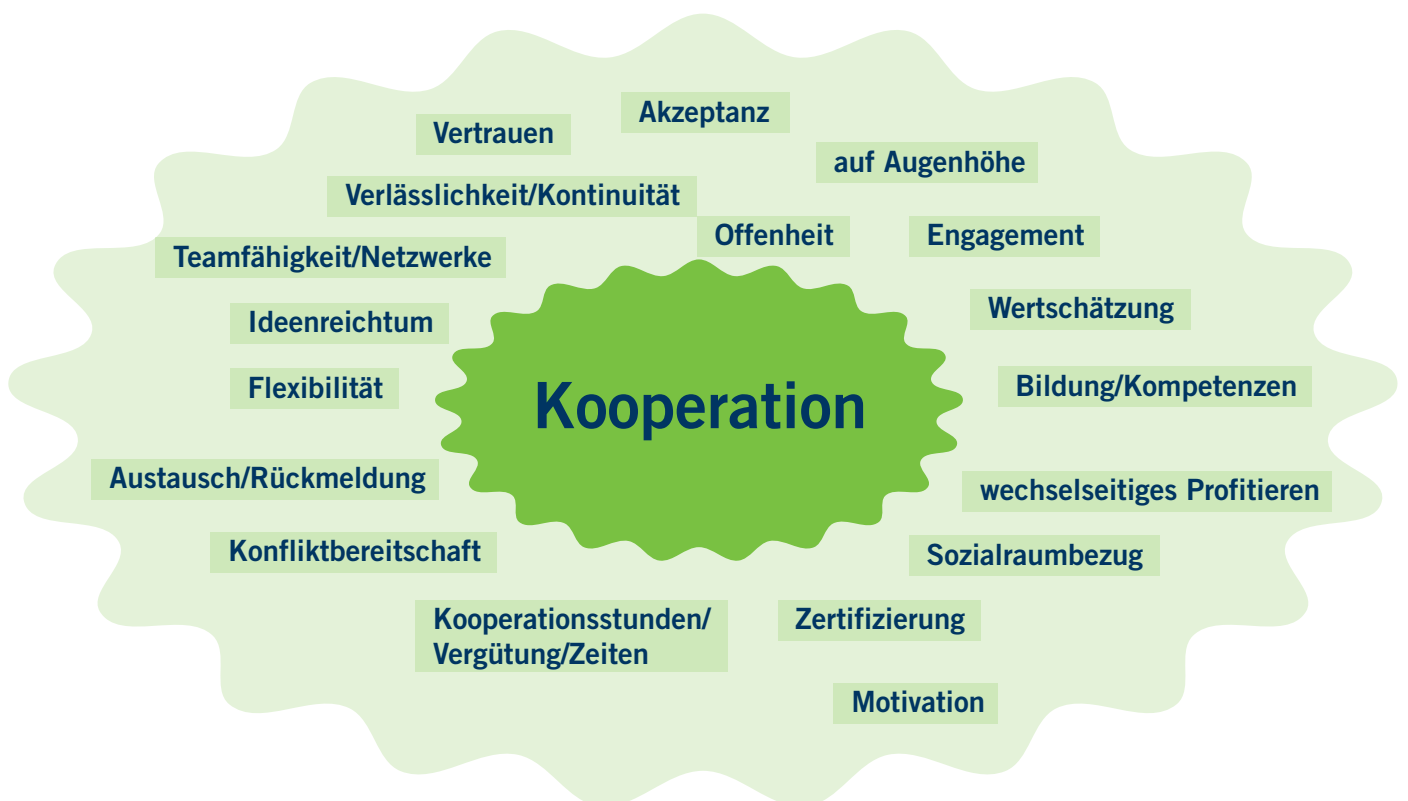 Akzeptanz
Vertrauen
auf Augenhöhe
Verlässlichkeit/Kontinuität
Offenheit
Engagement
Teamfähigkeit/Netzwerke
Wertschätzung
Ideenreichtum
Flexibilität
Kooperation
Bildung/Kompetenzen
Austausch/Rückmeldung
wechselseitiges Profitieren
Konfliktbereitschaft
Sozialraumbezug
Kooperationsstunden/
Vergütung/Zeiten
Zertifizierung
Motivation